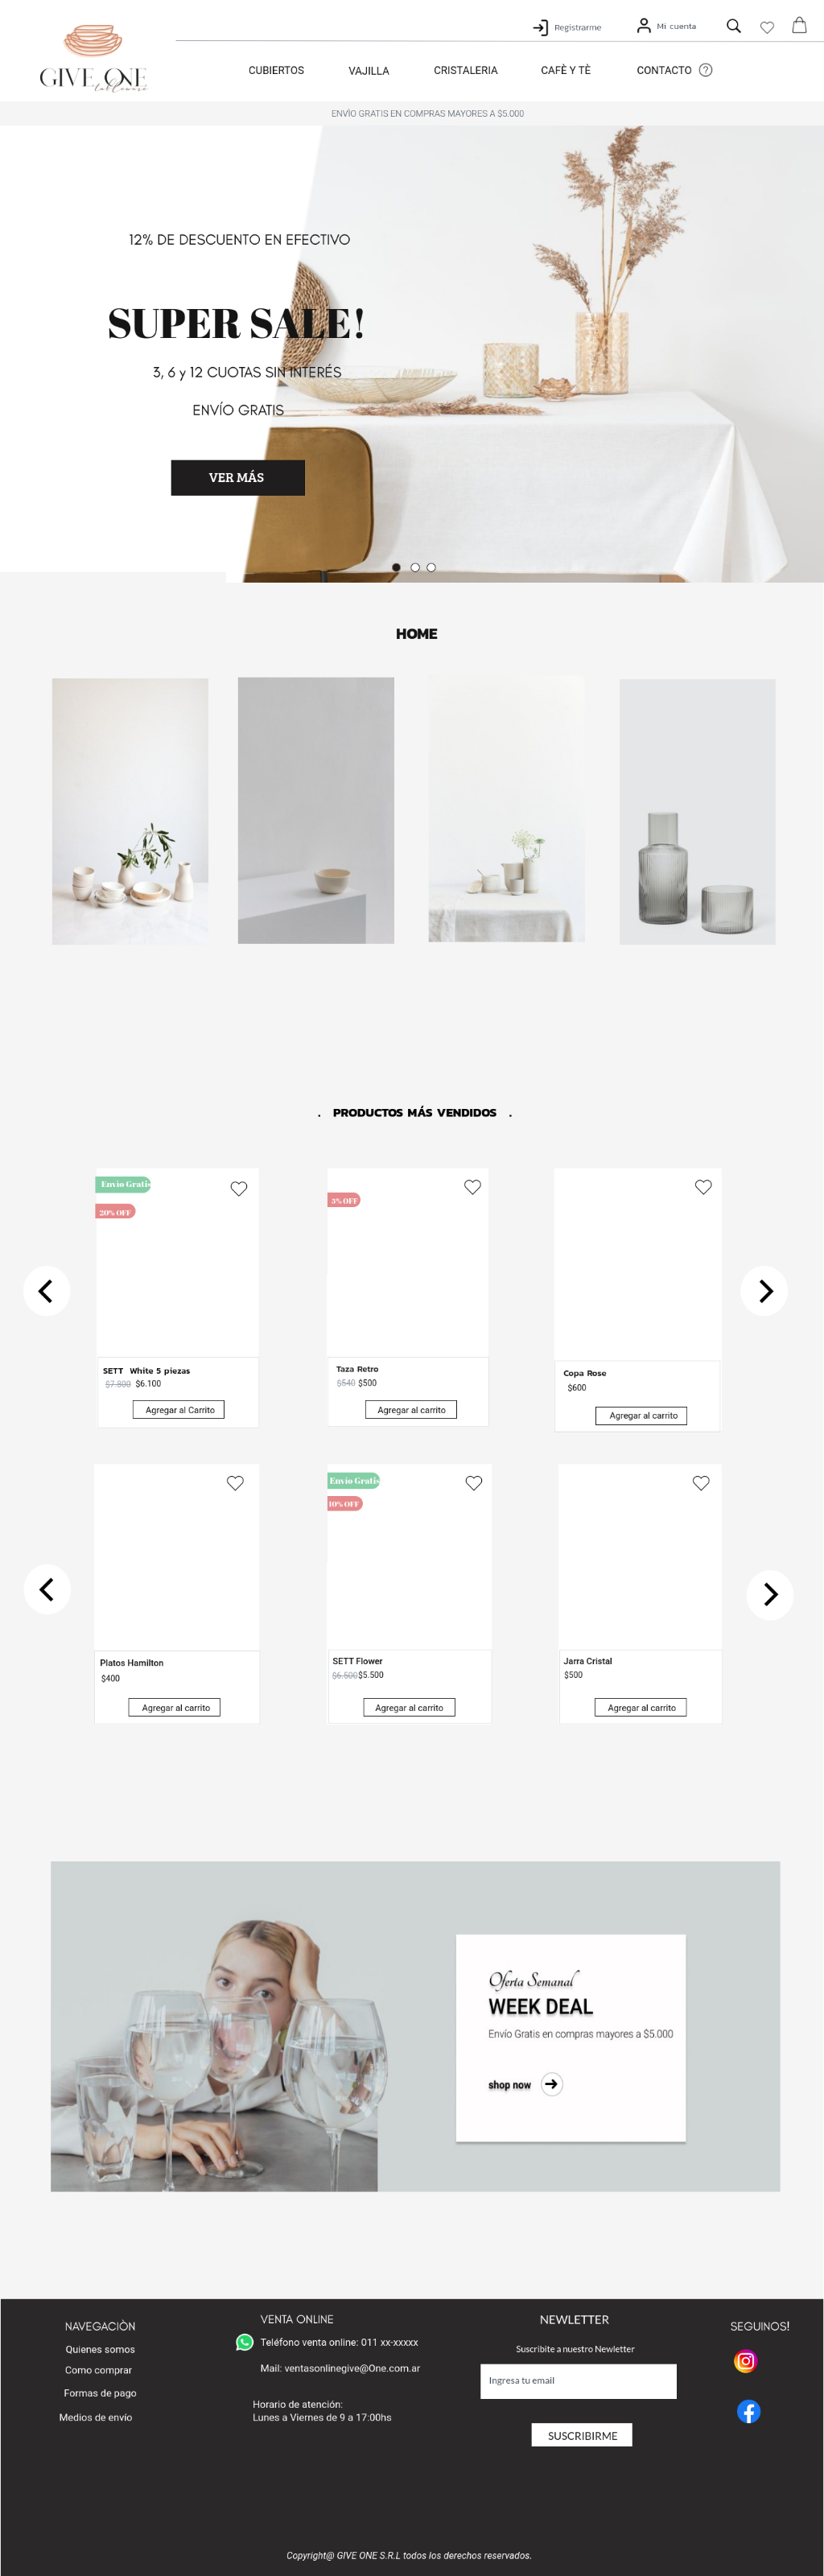 Registrarme
Mi cuenta
GIVE ONE
tableware
CUBIERTOS
VAJILLA
CRISTALERIA
CAFÈ Y TÈ
CONTACTO ?
ENVÌO GRATIS EN COMPRAS MAYORES A $5.000
12% DE DESCUENTO EN EFECTIVO
SUPER SALE!
3, 6 y 12 CUOTAS SIN INTERÉS
ENVÍO GRATIS
VER MÁS
HOME
. PRODUCTOS MÁS VENDIDOS .
Envio Gratis
20% OFF
5% OFF
SETT White 5 piezas
$7.800 $6.100
Agregar al Carrito
Taza Retro
$540 $500
Agregar al carrito
Copa Rose
$600
Agregar al carrito
Envio Gratis
10% OFF
Platos Hamilton
$400
Agregar al carrito
SETT Flower
$6.500 $5.500
Agregar al carrito
Jarra Cristal
$500
Agregar al carrito
Oferta Semanal
WEEK DEAL
Envío Gratis en compras mayores a $5.000
shop now
NAVEGACIÒN
Quienes somos
Como comprar
Formas de pago
Medios de envío
VENTA ONLINE
Teléfono venta online: 011 xx-xxxxx
Mail: ventasonlinegive@One.com.ar
Horario de atención:
Lunes a Viernes de 9 a 17:00hs
NEWLETTER
Suscribite a nuestro Newletter
Ingresa tu email
SUSCRIBIRME
SEGUINOS!
Copyright@ GIVE ONE S.R.L todos los derechos reservados.